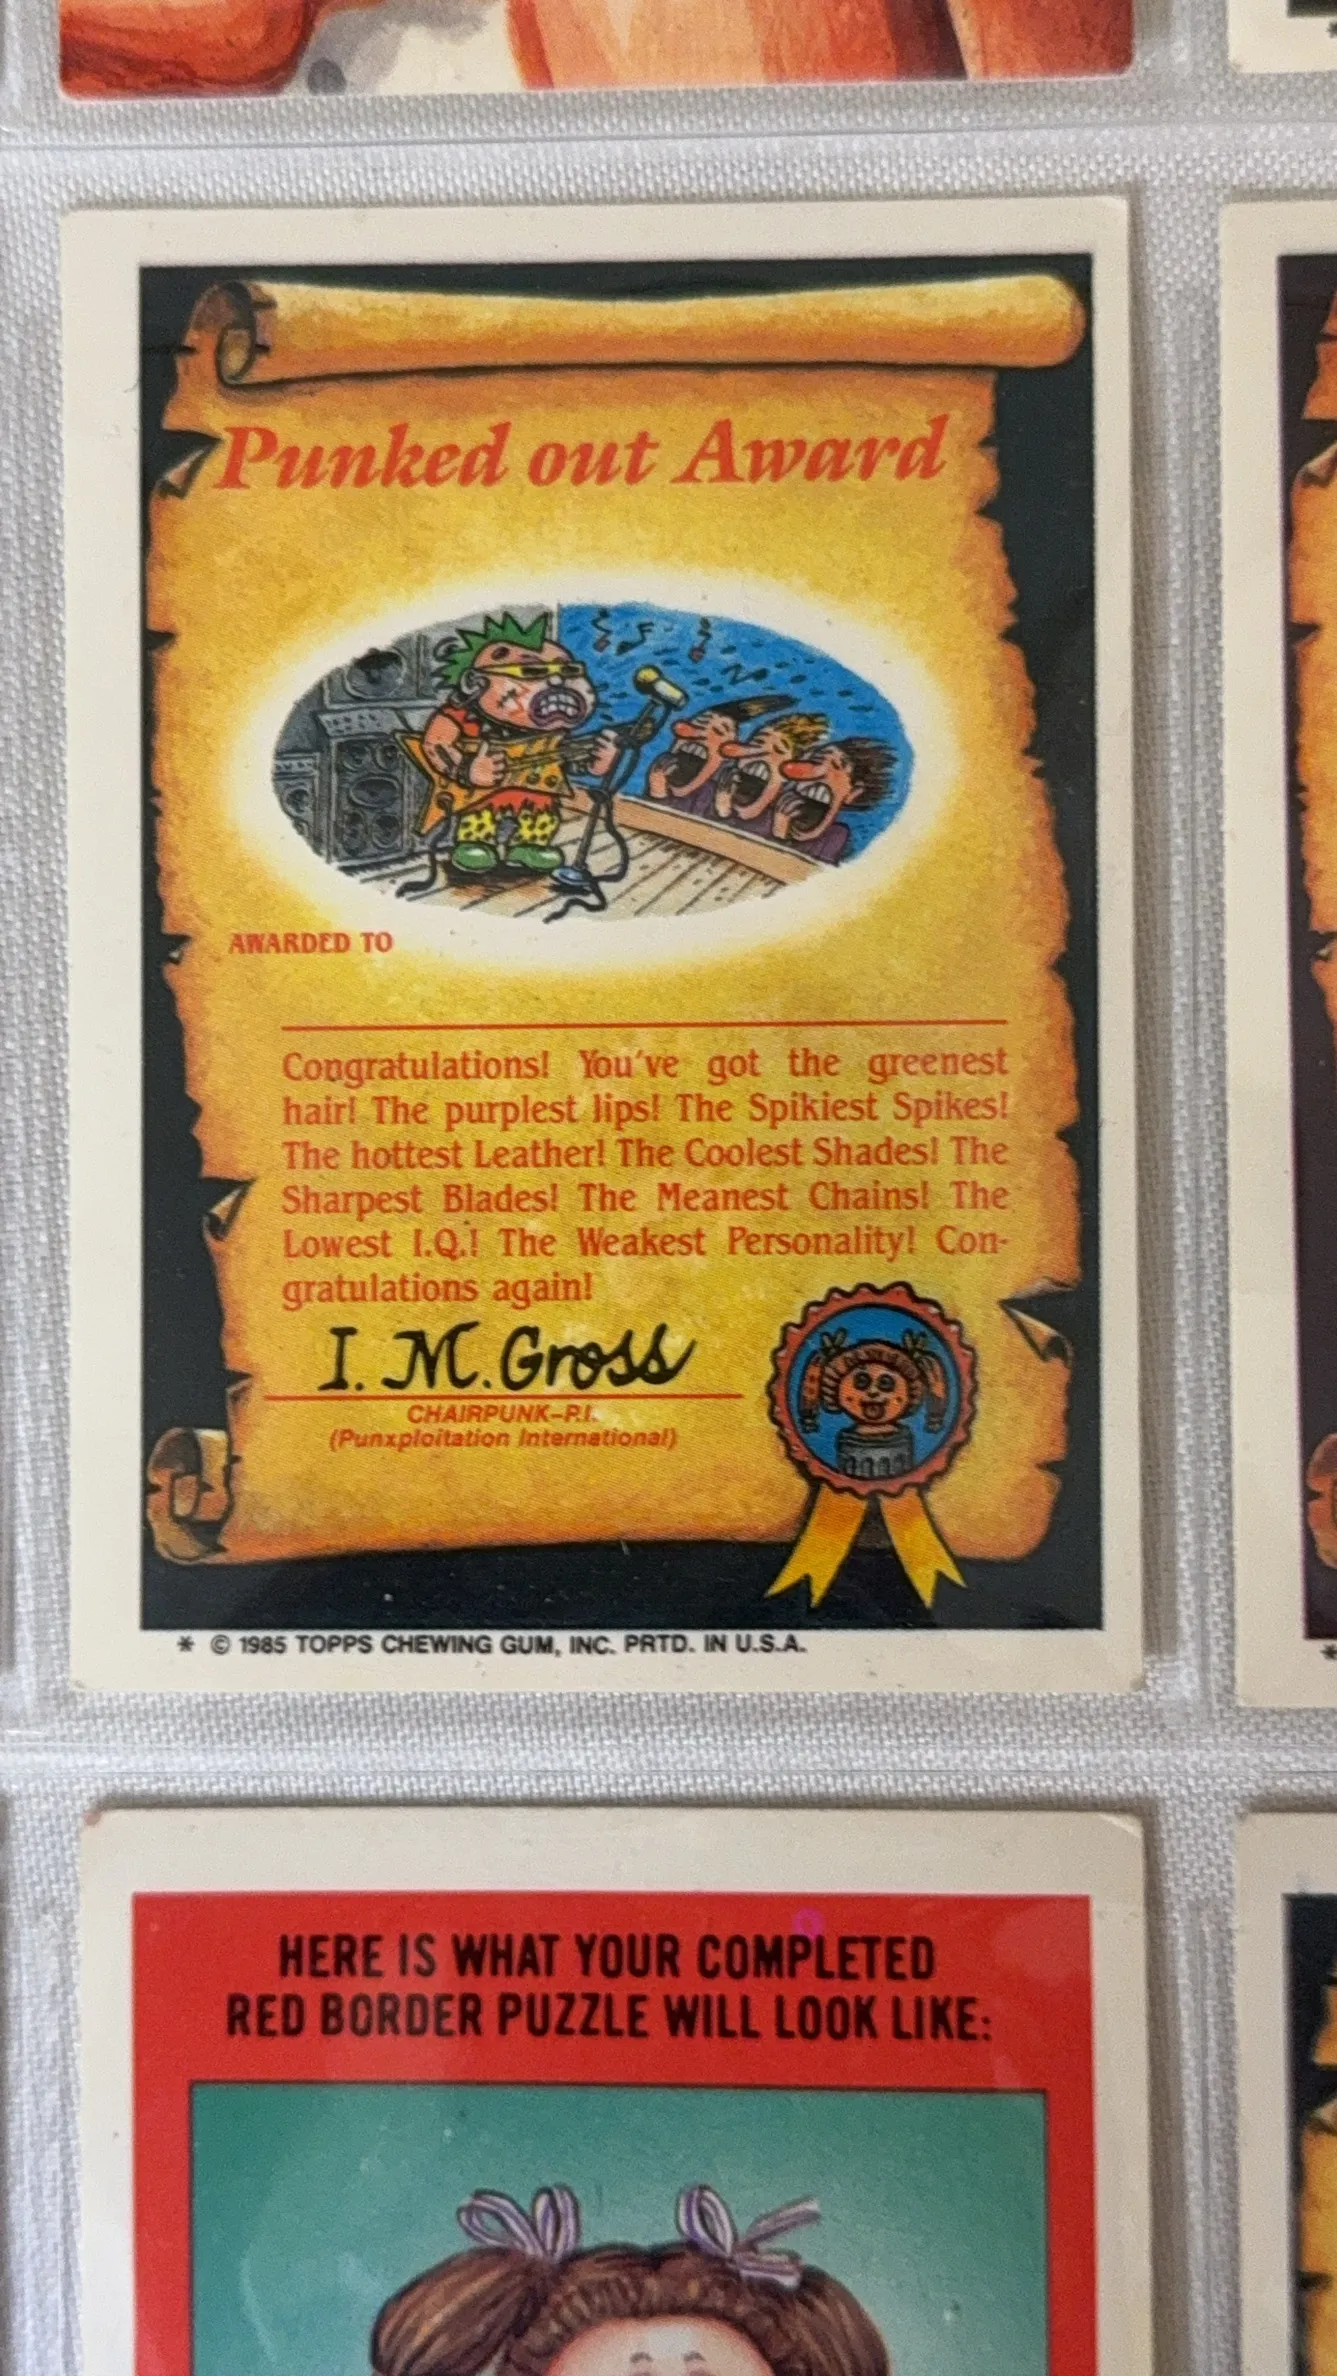 Punked out Award
AWARDED TO
Congratulations! You've got the greenest
hair! The purplest lips! The Spikiest Spikes!
The hottest Leather! The Coolest Shades! The
Sharpest Blades! The Meanest Chains! The
Lowest I.Q.! The Weakest Personality! Con-
gratulations again!
I. M. Gross
CHAIRPUNK–P.I.
(Punxploitation International)
* © 1985 TOPPS CHEWING GUM, INC. PRTD. IN U.S.A.
HERE IS WHAT YOUR COMPLETED
RED BORDER PUZZLE WILL LOOK LIKE: